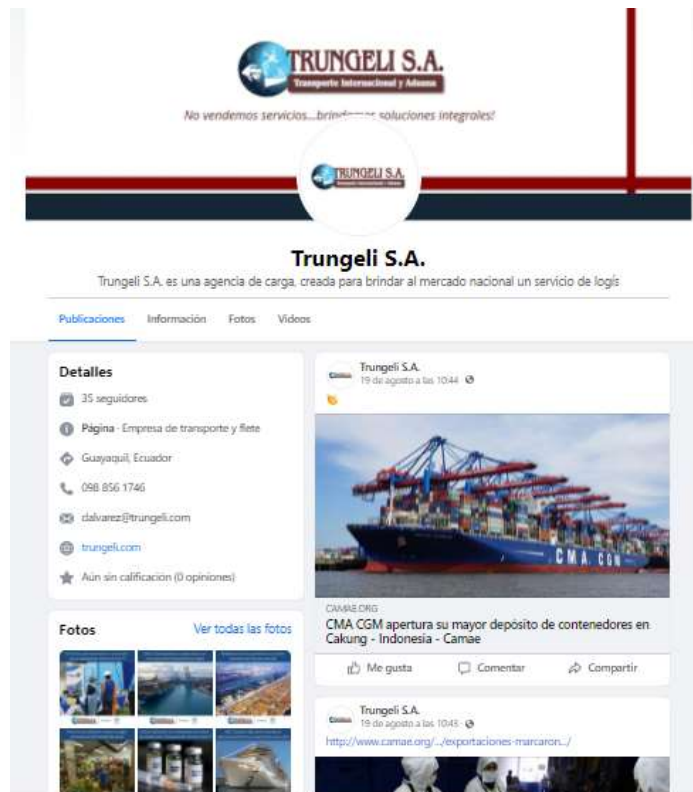 TRUNGELI S.A.
Transporte Internacional y Aduana
No vendemos servicios...brindamos soluciones integrales!
TRUNGELI S.A.
Trungeli S.A.
Trungeli S.A. es una agencia de carga, creada para brindar al mercado nacional un servicio de logís
Publicaciones Información Fotos Videos
Detalles
35 seguidores
Página · Empresa de transporte y flete
Guayaquil, Ecuador
098 856 1746
dalvarez@trungeli.com
trungeli.com
Aún sin calificación (0 opiniones)
Fotos Ver todas las fotos
Trungeli S.A.
19 de agosto a las 10:44
CMA CGM
CAMAE.ORG
CMA CGM apertura su mayor depósito de contenedores en
Cakung - Indonesia - Camae
Me gusta Comentar Compartir
Trungeli S.A.
19 de agosto a las 10:43
http://www.camae.org/.../exportaciones-marcaron.../